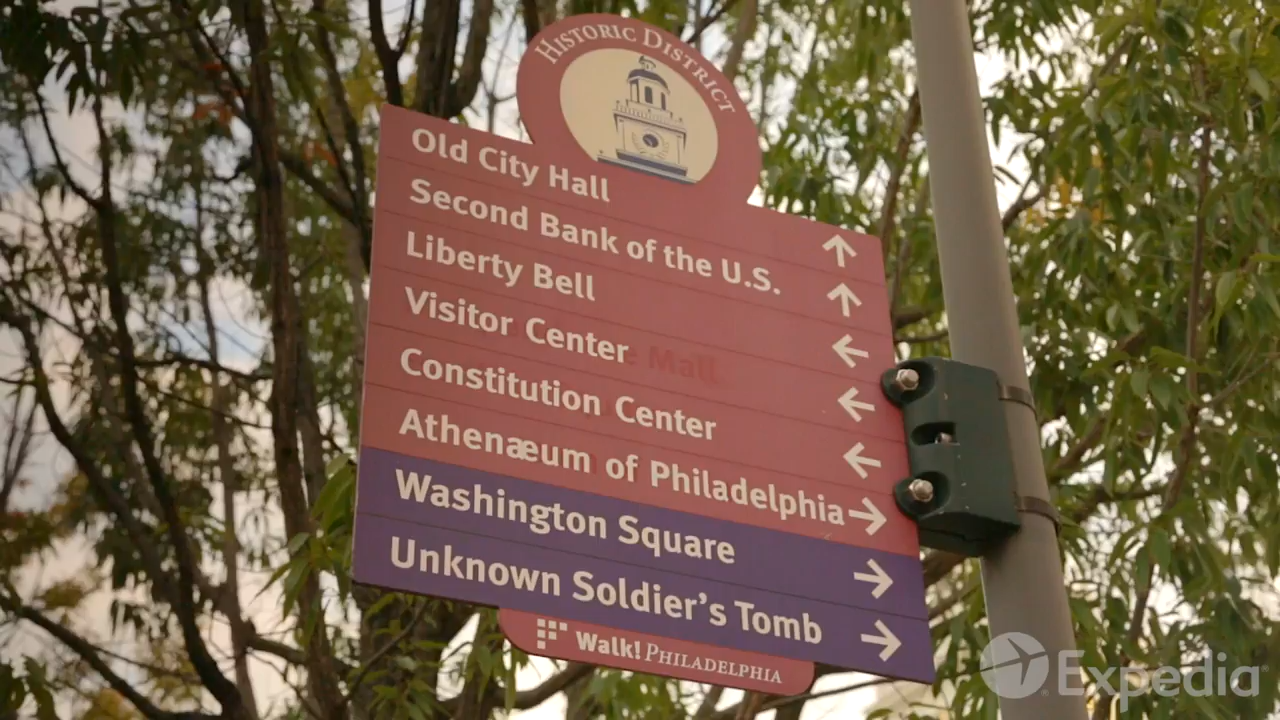 HISTORIC DISTRICT
Old City Hall ↑
Second Bank of the U.S. ↑
Liberty Bell ←
Visitor Center ←
Constitution Center ←
Athenæum of Philadelphia →
Washington Square →
Unknown Soldier's Tomb →
Walk! PHILADELPHIA
Expedia®